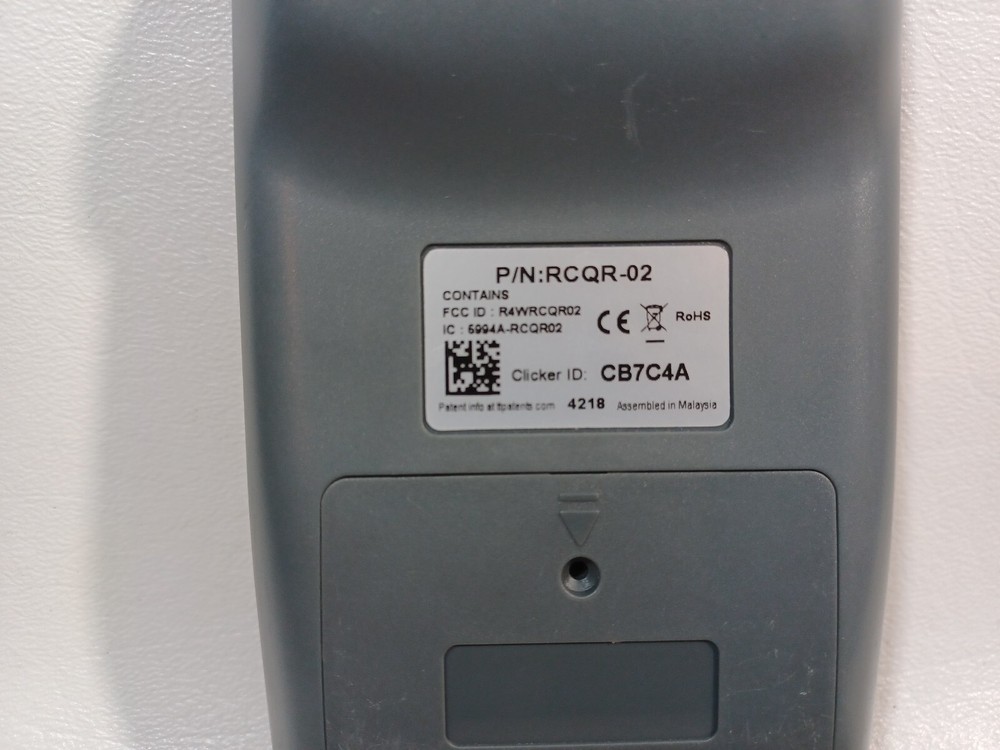 P/N:RCQR-02
CONTAINS
FCC ID : R4WRCQR02
IC : 5994A-RCQR02
CE RoHS
Clicker ID: CB7C4A
Patent info at ttpatents.com 4218 Assembled in Malaysia